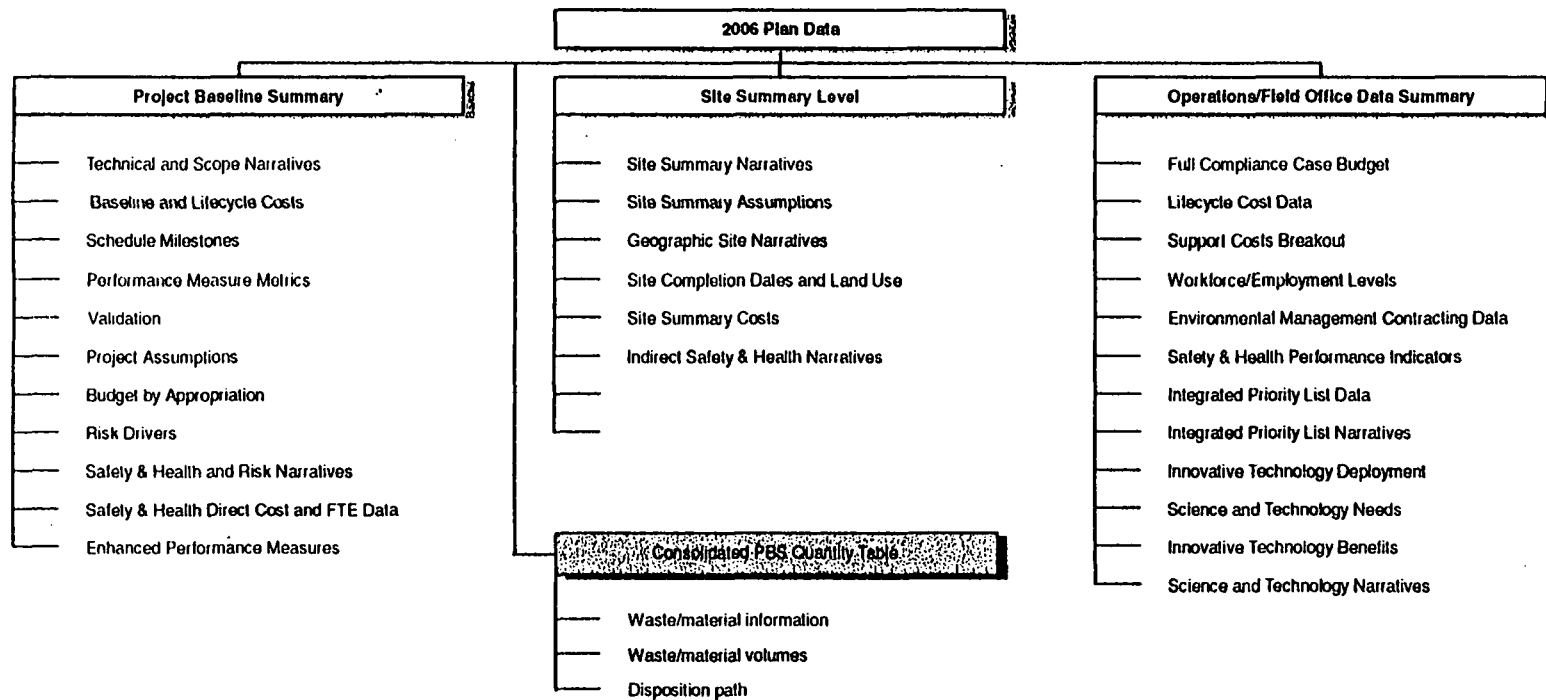 2006 Plan Data
Project Baseline Summary
Technical and Scope Narratives
Baseline and Lifecycle Costs
Schedule Milestones
Performance Measure Metrics
Validation
Project Assumptions
Budget by Appropriation
Risk Drivers
Safety & Health and Risk Narratives
Safety & Health Direct Cost and FTE Data
Enhanced Performance Measures
Site Summary Level
Site Summary Narratives
Site Summary Assumptions
Geographic Site Narratives
Site Completion Dates and Land Use
Site Summary Costs
Indirect Safety & Health Narratives
Consolidated PBS Quantity Table
Waste/material information
Waste/material volumes
Disposition path
Operations/Field Office Data Summary
Full Compliance Case Budget
Lifecycle Cost Data
Support Costs Breakout
Workforce/Employment Levels
Environmental Management Contracting Data
Safety & Health Performance Indicators
Integrated Priority List Data
Integrated Priority List Narratives
Innovative Technology Deployment
Science and Technology Needs
Innovative Technology Benefits
Science and Technology Narratives